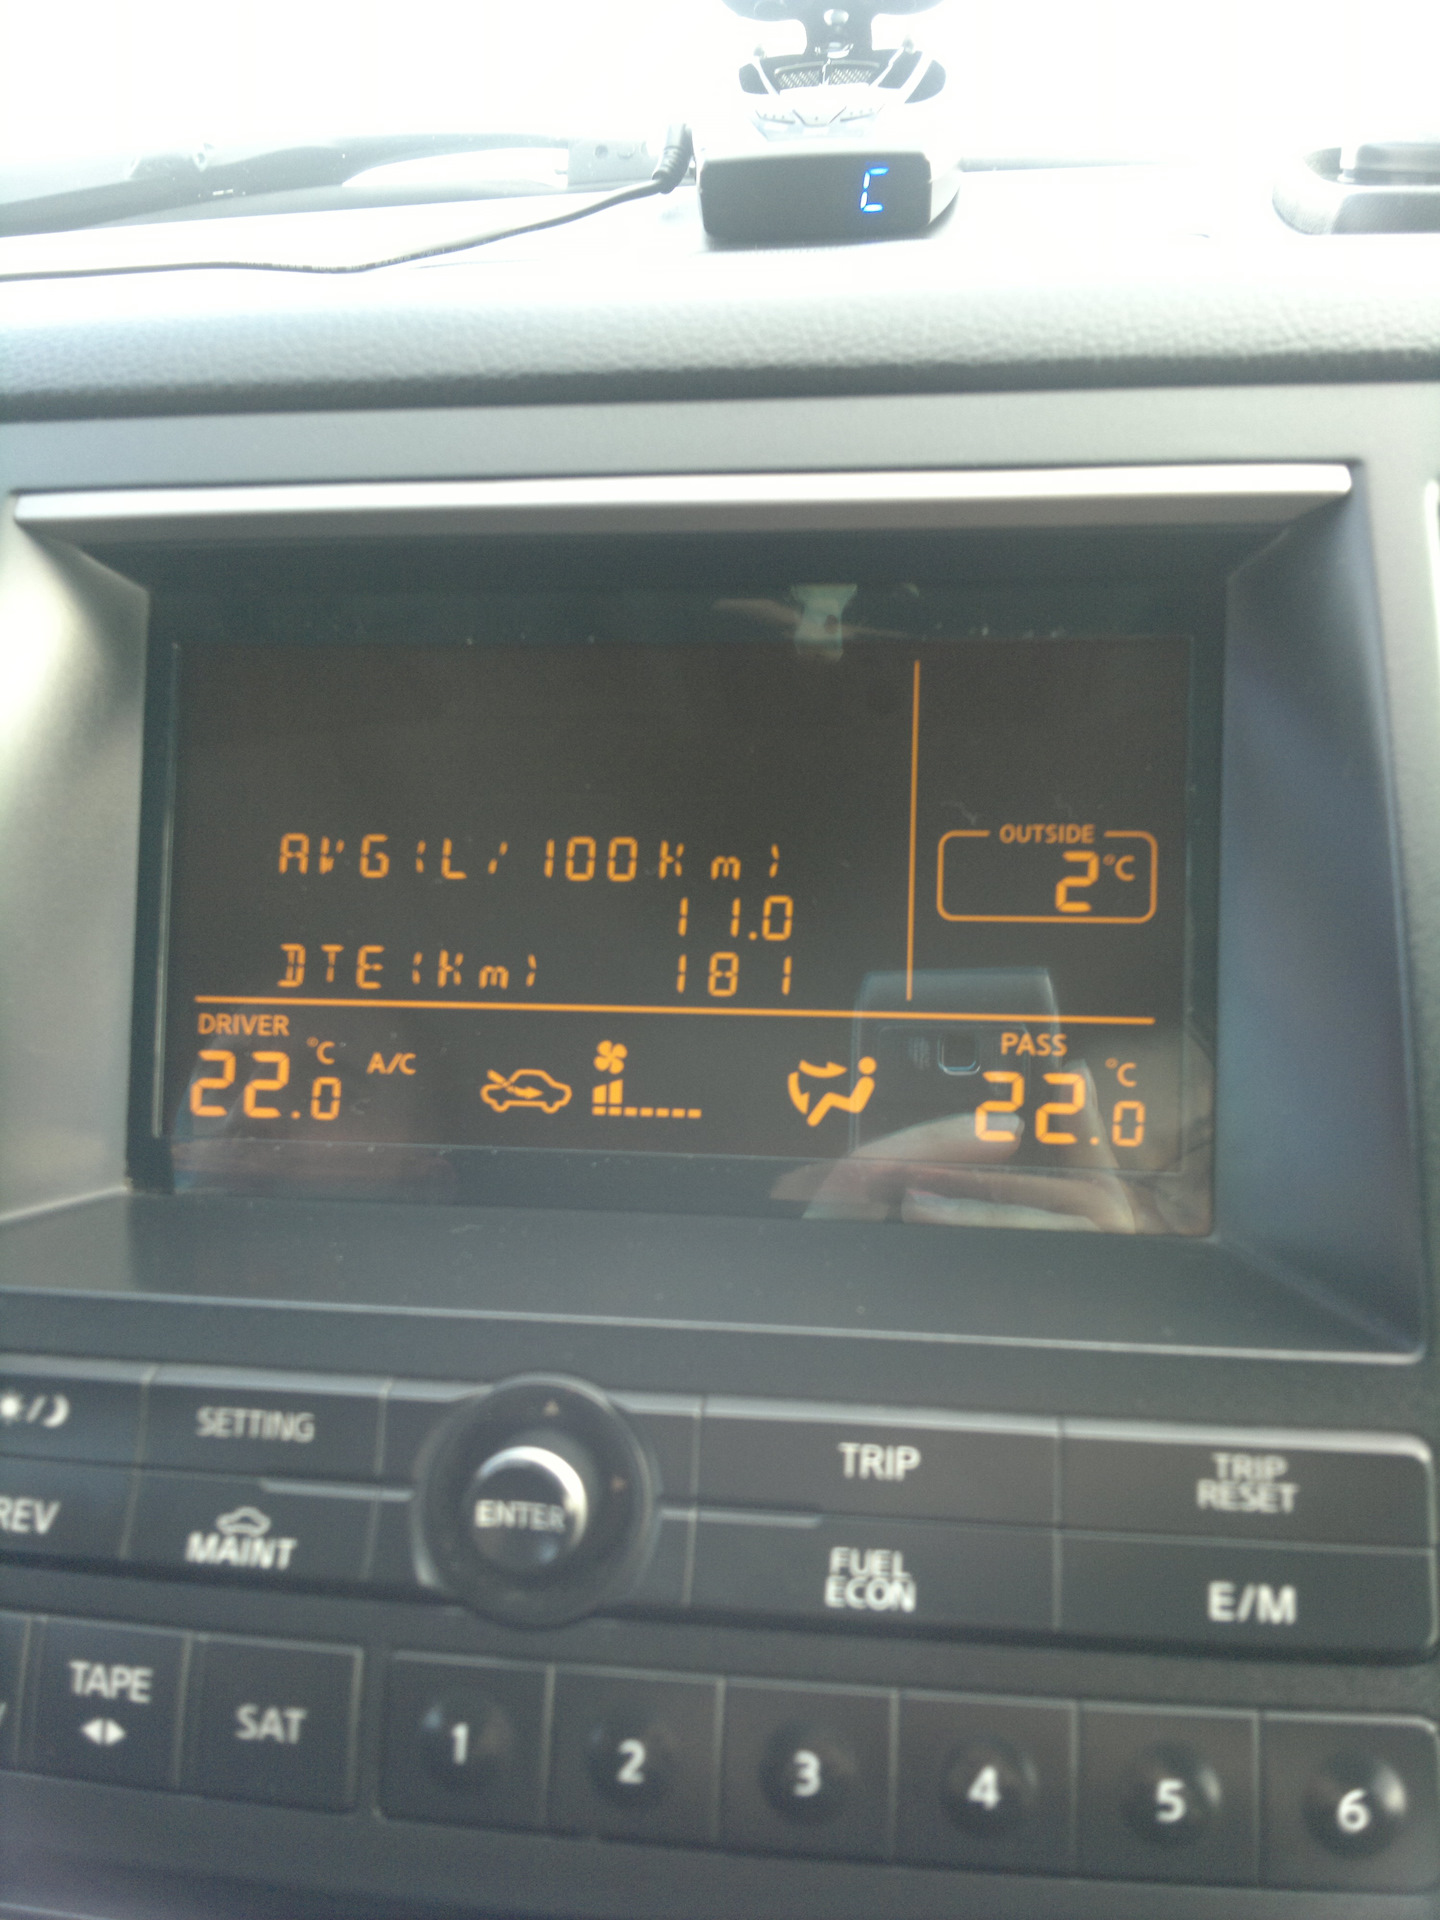 C
AVG(L/100Km)
11.0
DTE(Km) 181
OUTSIDE
2°C
DRIVER
22.0 °C
A/C
PASS
22.0 °C
SETTING
TRIP
TRIP RESET
MAINT
ENTER
FUEL ECON
E/M
TAPE
SAT
1 2 3 4 5 6